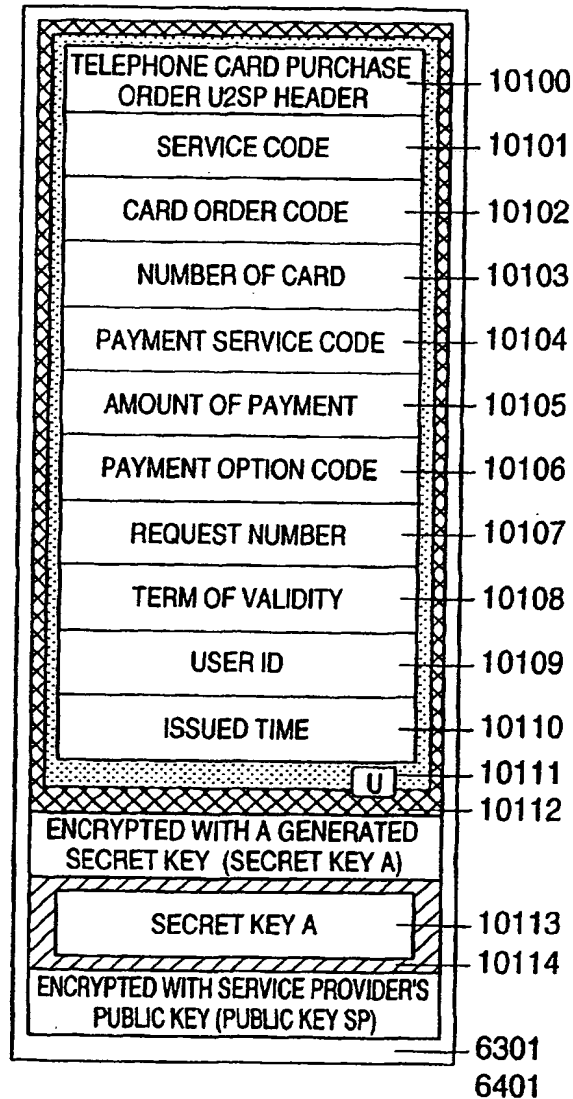 TELEPHONE CARD PURCHASE
ORDER U2SP HEADER
10100
SERVICE CODE
10101
CARD ORDER CODE
10102
NUMBER OF CARD
10103
PAYMENT SERVICE CODE
10104
AMOUNT OF PAYMENT
10105
PAYMENT OPTION CODE
10106
REQUEST NUMBER
10107
TERM OF VALIDITY
10108
USER ID
10109
ISSUED TIME
10110
U
10111
10112
ENCRYPTED WITH A GENERATED
SECRET KEY (SECRET KEY A)
SECRET KEY A
10113
10114
ENCRYPTED WITH SERVICE PROVIDER'S
PUBLIC KEY (PUBLIC KEY SP)
6301
6401